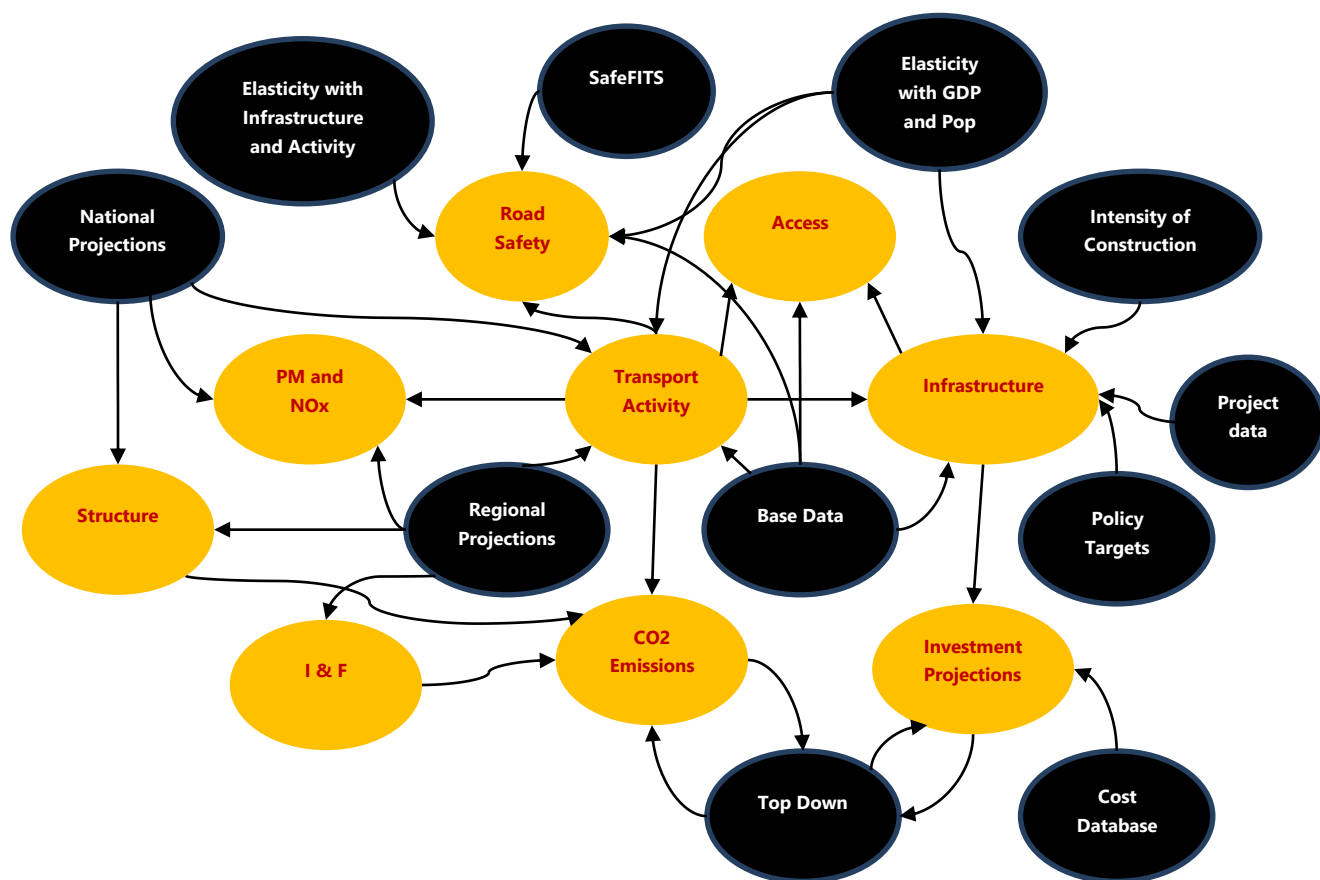 SafeFITS
Elasticity
with GDP
and Pop
Elasticity with
Infrastructure
and Activity
National
Projections
Road
Safety
Access
Intensity of
Construction
PM and
NOx
Transport
Activity
Infrastructure
Project
data
Structure
Regional
Projections
Base Data
Policy
Targets
I & F
CO2
Emissions
Investment
Projections
Top Down
Cost
Database